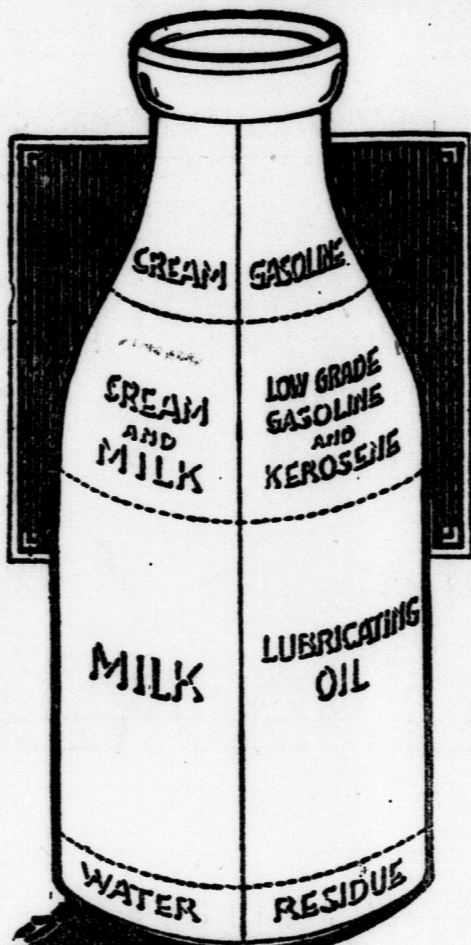 CREAM GASOLINE
CREAM
AND
MILK
LOW GRADE
GASOLINE
AND
KEROSENE
MILK
LUBRICATING
OIL
WATER
RESIDUE